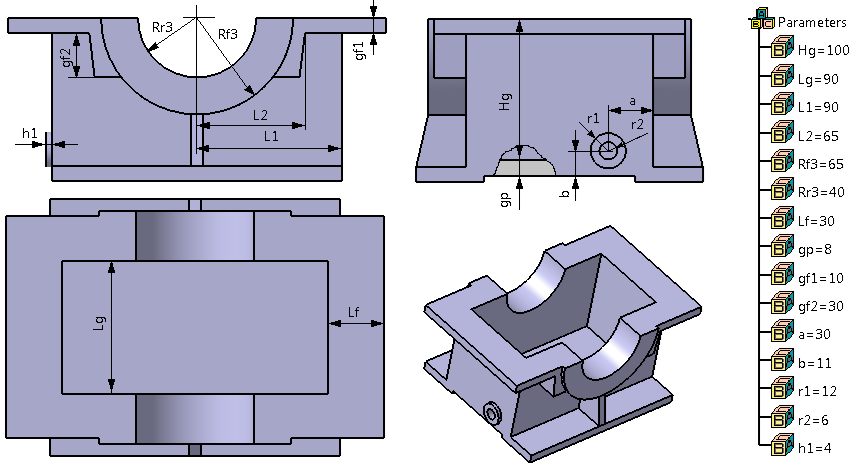 Rr3
Rf3
gf2
gf1
L2
L1
h1
Hg
a
r1
r2
gp
b
Lg
Lf
Parameters
Hg=100
Lg=90
L1=90
L2=65
Rf3=65
Rr3=40
Lf=30
gp=8
gf1=10
gf2=30
a=30
b=11
r1=12
r2=6
h1=4